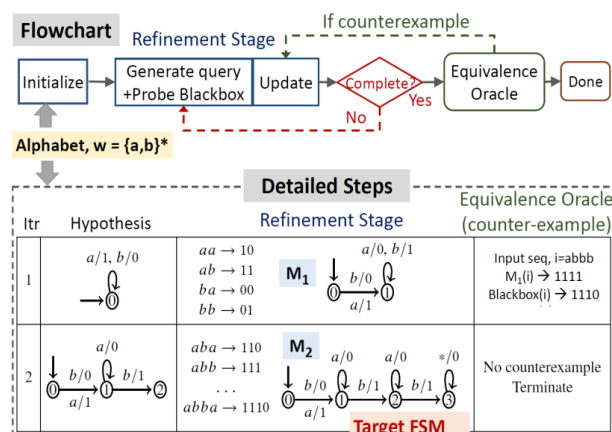 Flowchart
If counterexample
Refinement Stage
Initialize
Generate query
+Probe Blackbox
Update
Complete?
Equivalence
Oracle
Done
No
Yes
Alphabet, w = {a,b}*
Detailed Steps
Itr
Hypothesis
Refinement Stage
Equivalence Oracle
(counter-example)
1
a/1, b/0
0
aa → 10
ab → 11
ba → 00
bb → 01
M1
a/0, b/1
b/0
a/1
0
1
Input seq, i=abbb
M1(i) → 1111
Blackbox(i) → 1110
2
a/0
b/0
b/1
a/1
0
1
2
aba → 110
abb → 111
...
abba → 1110
M2
a/0
a/0
*/0
b/0
b/1
b/1
a/1
0
1
2
3
Target FSM
No counterexample
Terminate